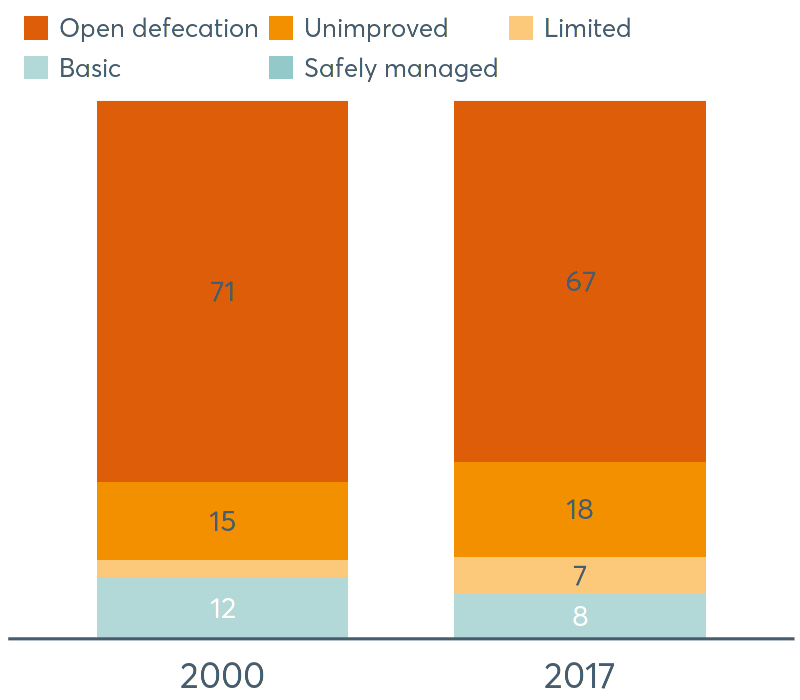 Open defecation Unimproved Limited
Basic Safely managed
71 67
15 18
7
12 8
2000 2017